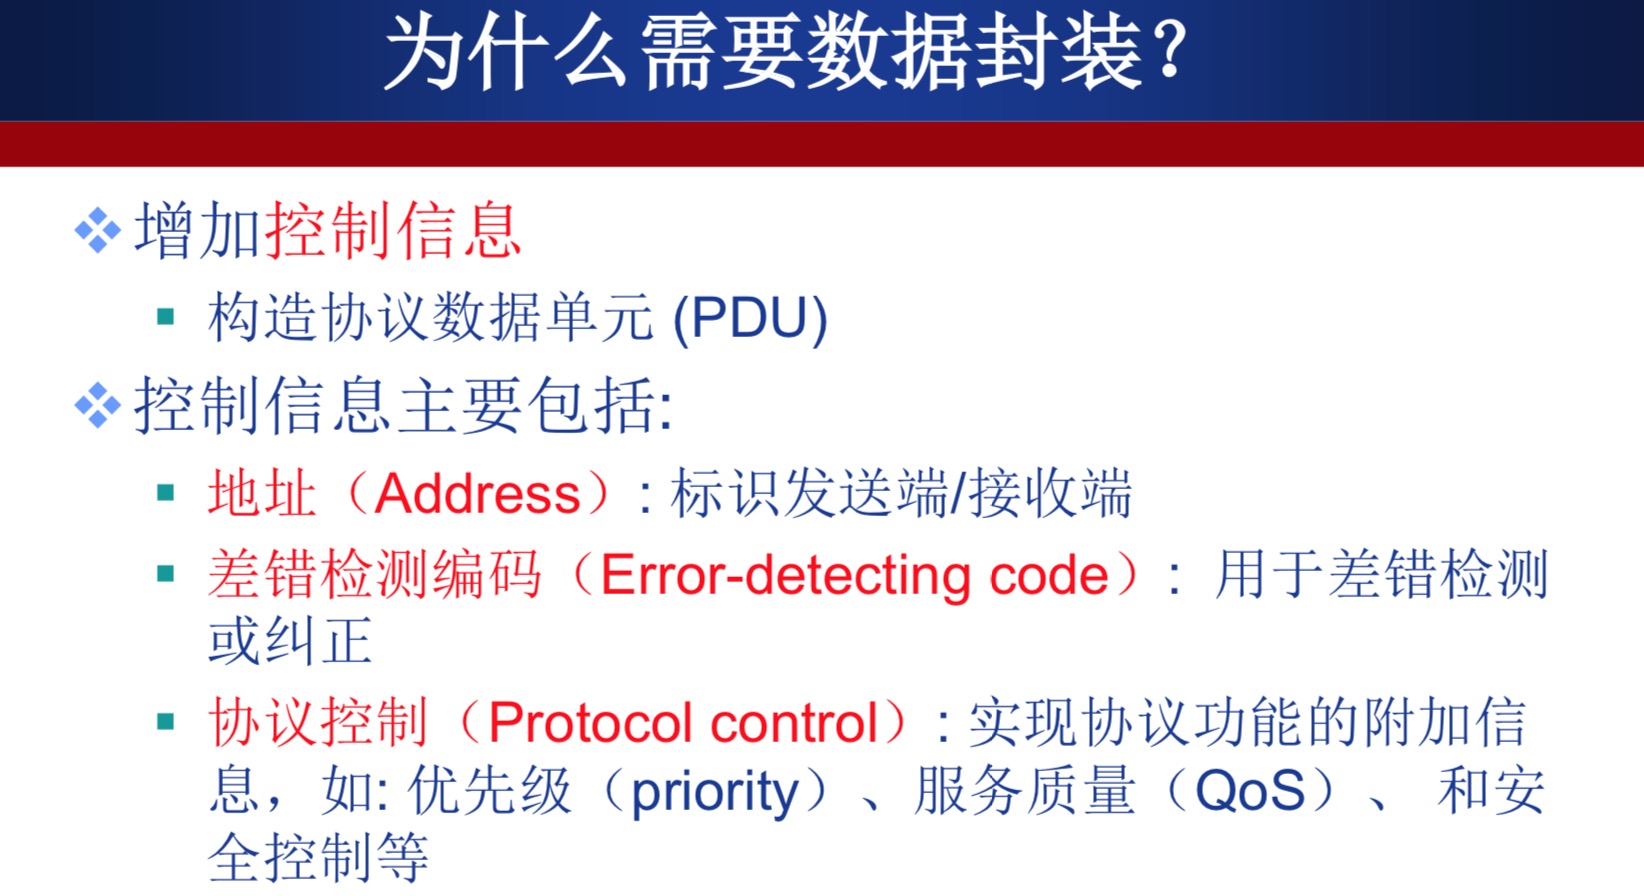 为什么需要数据封装?
增加控制信息
构造协议数据单元 (PDU)
控制信息主要包括:
地址（Address）: 标识发送端/接收端
差错检测编码（Error-detecting code）: 用于差错检测
或纠正
协议控制（Protocol control）: 实现协议功能的附加信
息，如: 优先级（priority）、服务质量（QoS）、 和安
全控制等